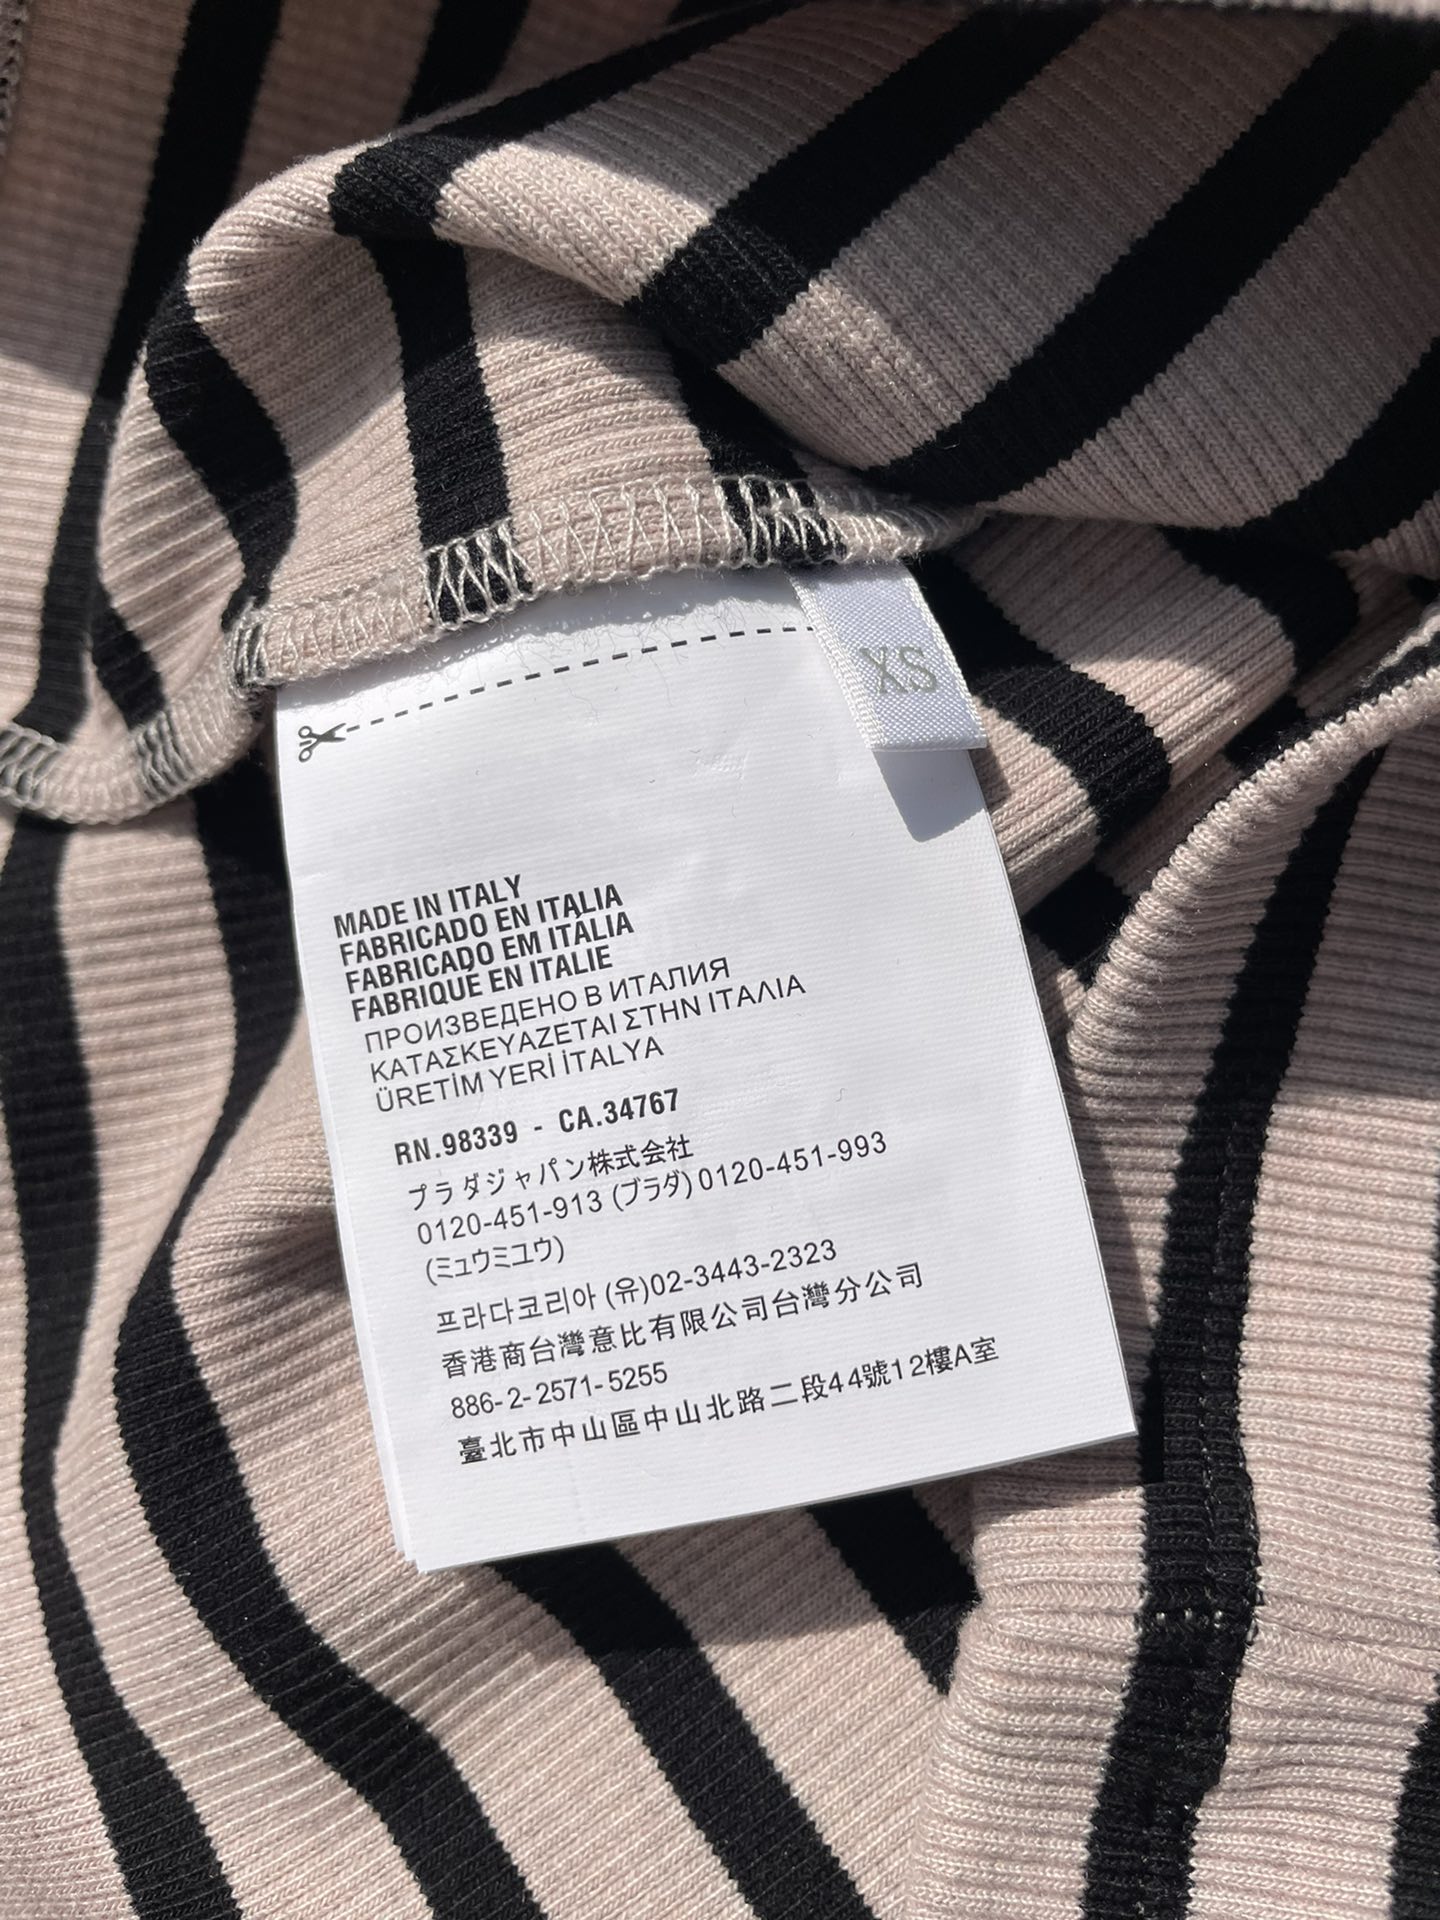 XS
MADE IN ITALY
FABRICADO EN ITALIA
FABRICADO EM ITÁLIA
FABRIQUÉ EN ITALIE
ПРОИЗВЕДЕНО В ИТАЛИЯ
ΚΑΤΑΣΚΕΥΑΖΕΤΑΙ ΣΤΗΝ ΙΤΑΛΙΑ
ÜRETİM YERİ İTALYA
RN.98339 - CA.34767
プラダジャパン株式会社
0120-451-913 (プラダ) 0120-451-993
(ミュウミュウ)
프라다코리아 (유)02-3443-2323
香港商台灣意比有限公司台灣分公司
886-2-2571-5255
臺北市中山區中山北路二段44號12樓A室